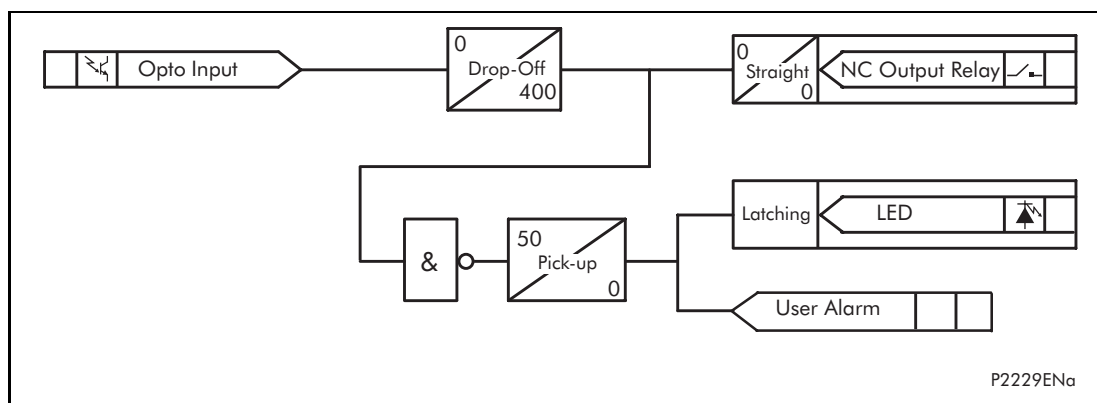 Opto Input
0
Drop-Off
400
0
Straight
0
NC Output Relay
&
50
Pick-up
0
Latching
LED
User Alarm
P2229ENa